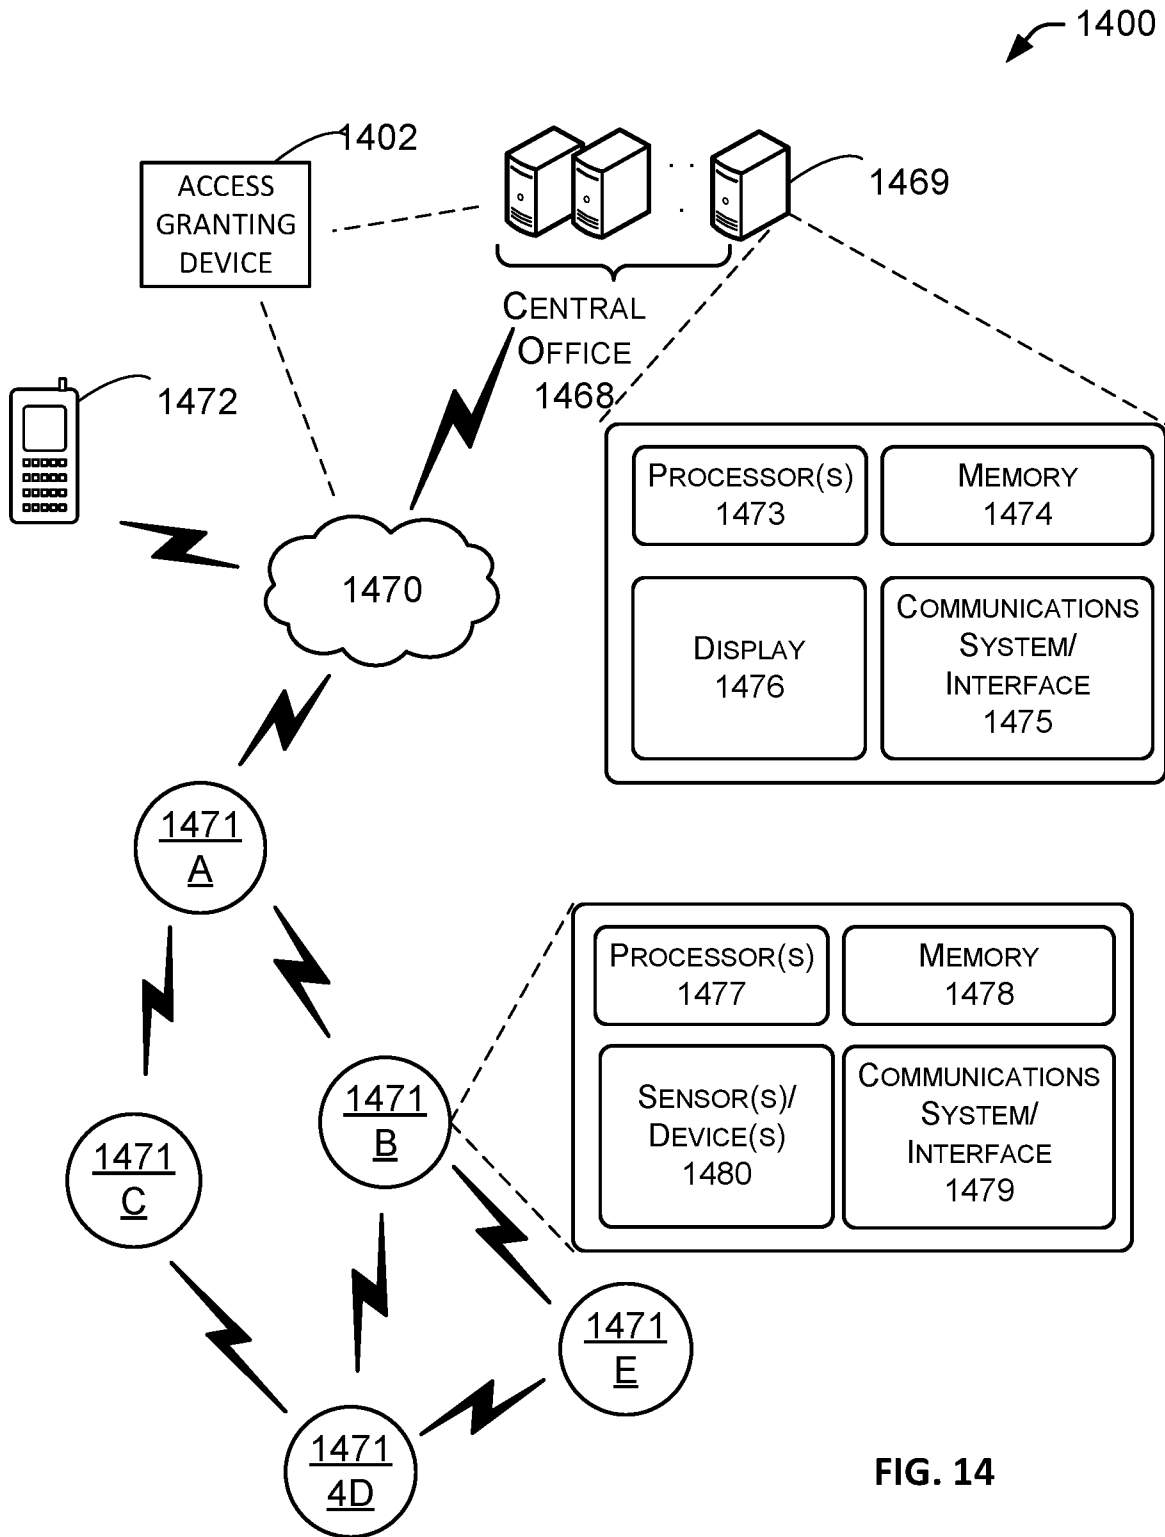 1400
1402
ACCESS
GRANTING
DEVICE
1469
CENTRAL
OFFICE
1468
1472
1470
PROCESSOR(S)
1473
MEMORY
1474
DISPLAY
1476
COMMUNICATIONS
SYSTEM/
INTERFACE
1475
1471
A
PROCESSOR(S)
1477
MEMORY
1478
SENSOR(S)/
DEVICE(S)
1480
COMMUNICATIONS
SYSTEM/
INTERFACE
1479
1471
B
1471
C
1471
E
1471
4D
FIG. 14